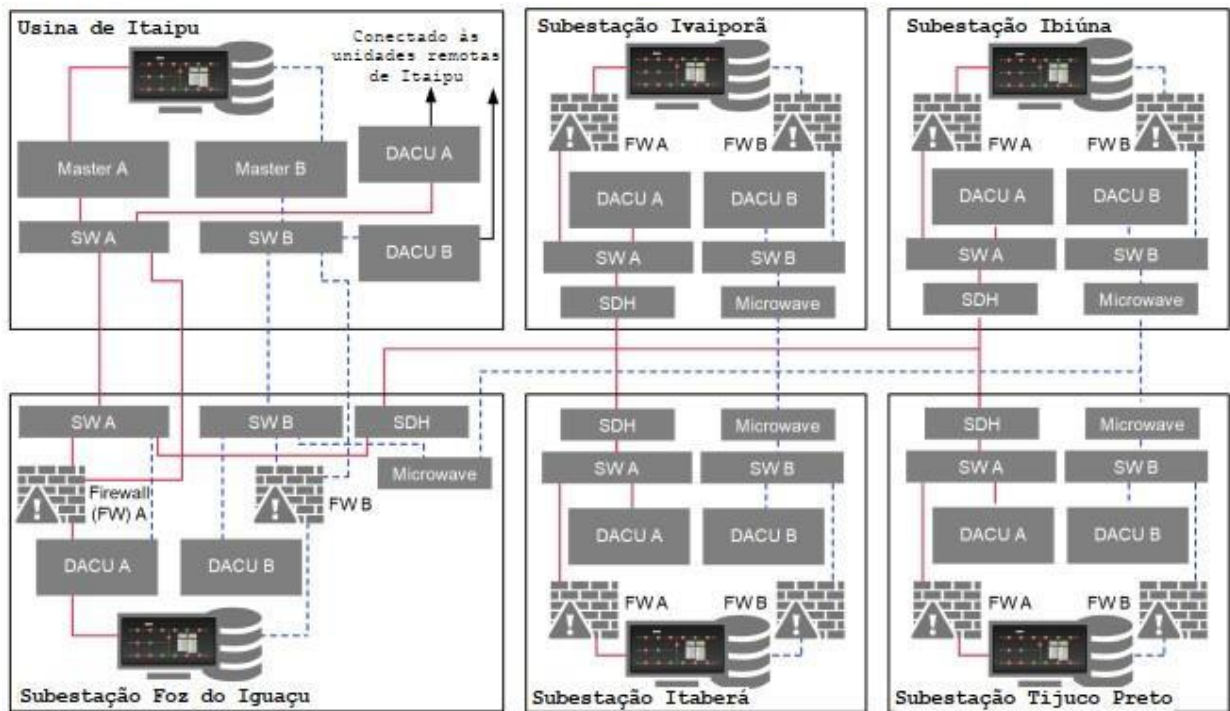 Usina de Itaipu
Conectado às
unidades remotas
de Itaipu
Master A
Master B
DACU A
SW A
SW B
DACU B
Subestação Ivaiporã
FW A
FW B
DACU A
DACU B
SW A
SW B
SDH
Microwave
Subestação Ibiúna
FW A
FW B
DACU A
DACU B
SW A
SW B
SDH
Microwave
SW A
SW B
SDH
Microwave
Firewall
(FW) A
FW B
DACU A
DACU B
Subestação Foz do Iguaçu
SDH
Microwave
SW A
SW B
DACU A
DACU B
FW A
FW B
Subestação Itaberá
SDH
Microwave
SW A
SW B
DACU A
DACU B
FW A
FW B
Subestação Tijuco Preto